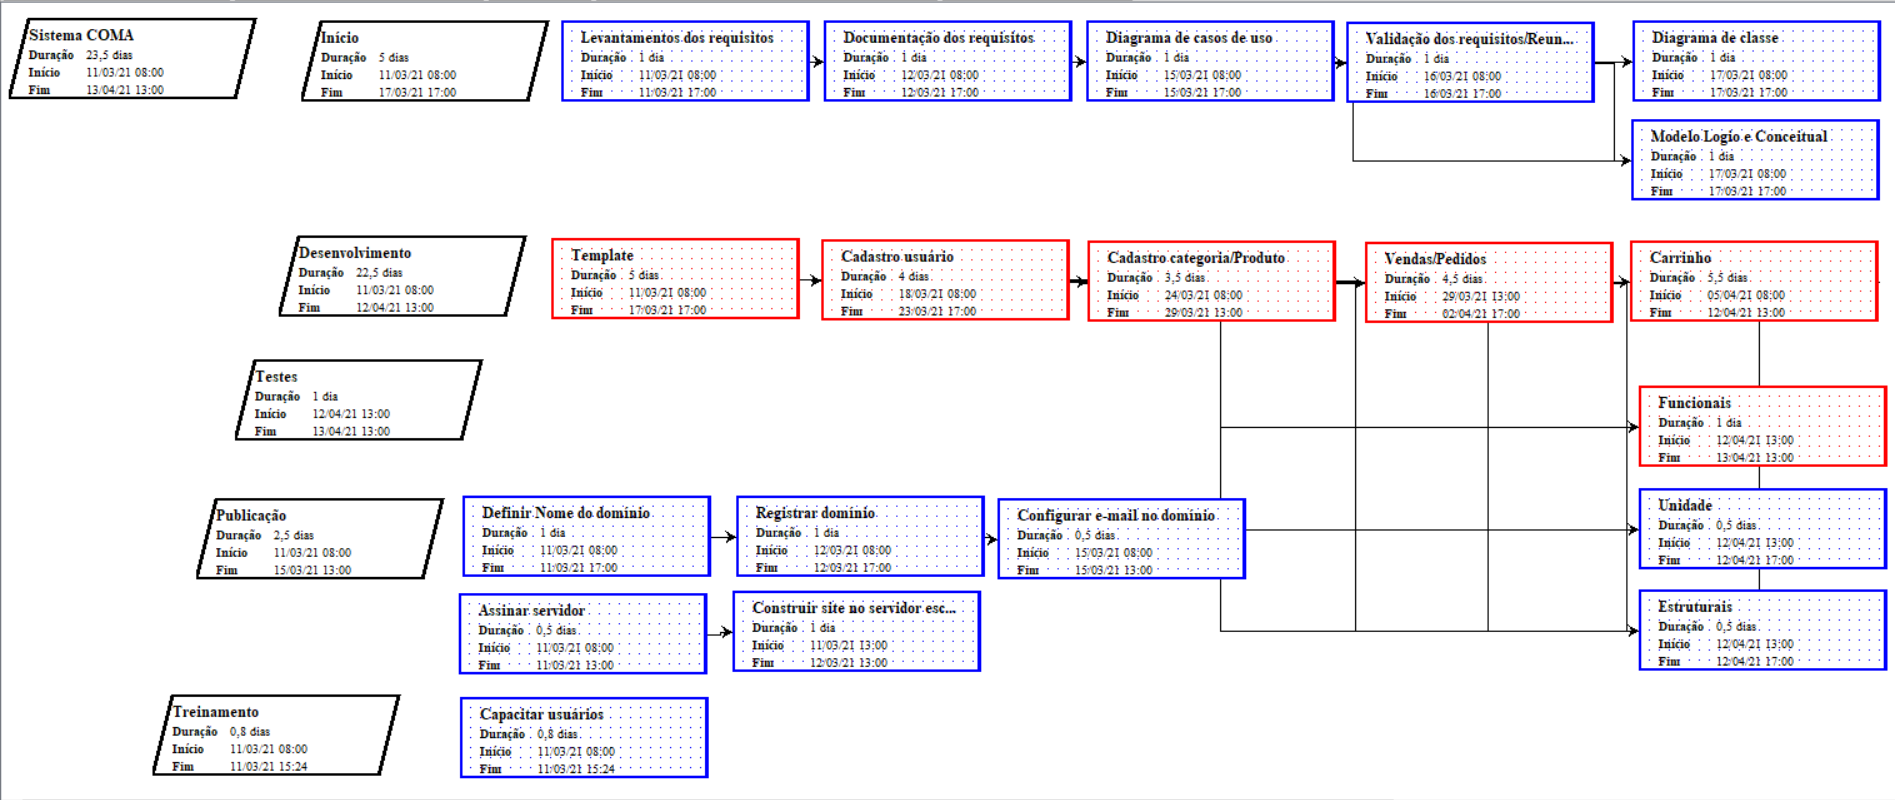 Sistema COMA
Duração 23,5 dias
Início 11/03/21 08:00
Fim 13/04/21 13:00
Início
Duração 5 dias
Início 11/03/21 08:00
Fim 17/03/21 17:00
Levantamentos dos requisitos
Duração 1 dia
Início 11/03/21 08:00
Fim 11/03/21 17:00
Documentação dos requisitos
Duração 1 dia
Início 12/03/21 08:00
Fim 12/03/21 17:00
Diagrama de casos de uso
Duração 1 dia
Início 15/03/21 08:00
Fim 15/03/21 17:00
Validação dos requisitos/Reun...
Duração 1 dia
Início 16/03/21 08:00
Fim 16/03/21 17:00
Diagrama de classe
Duração 1 dia
Início 17/03/21 08:00
Fim 17/03/21 17:00
Modelo Logio e Conceitual
Duração 1 dia
Início 17/03/21 08:00
Fim 17/03/21 17:00
Desenvolvimento
Duração 22,5 dias
Início 11/03/21 08:00
Fim 12/04/21 13:00
Template
Duração 5 dias
Início 11/03/21 08:00
Fim 17/03/21 17:00
Cadastro usuário
Duração 4 dias
Início 18/03/21 08:00
Fim 23/03/21 17:00
Cadastro categoria/Produto
Duração 3,5 dias
Início 24/03/21 08:00
Fim 29/03/21 13:00
Vendas/Pedidos
Duração 4,5 dias
Início 29/03/21 13:00
Fim 02/04/21 17:00
Carrinho
Duração 5,5 dias
Início 05/04/21 08:00
Fim 12/04/21 13:00
Testes
Duração 1 dia
Início 12/04/21 13:00
Fim 13/04/21 13:00
Funcionais
Duração 1 dia
Início 12/04/21 13:00
Fim 13/04/21 13:00
Publicação
Duração 2,5 dias
Início 11/03/21 08:00
Fim 15/03/21 13:00
Definir Nome do domínio
Duração 1 dia
Início 11/03/21 08:00
Fim 11/03/21 17:00
Registrar domínio
Duração 1 dia
Início 12/03/21 08:00
Fim 12/03/21 17:00
Configurar e-mail no domínio
Duração 0,5 dias
Início 15/03/21 08:00
Fim 15/03/21 13:00
Unidade
Duração 0,5 dias
Início 12/04/21 13:00
Fim 12/04/21 17:00
Assinar servidor
Duração 0,5 dias
Início 11/03/21 08:00
Fim 11/03/21 13:00
Construir site no servidor esc...
Duração 1 dia
Início 11/03/21 13:00
Fim 12/03/21 13:00
Estruturais
Duração 0,5 dias
Início 12/04/21 13:00
Fim 12/04/21 17:00
Treinamento
Duração 0,8 dias
Início 11/03/21 08:00
Fim 11/03/21 15:24
Capacitar usuários
Duração 0,8 dias
Início 11/03/21 08:00
Fim 11/03/21 15:24